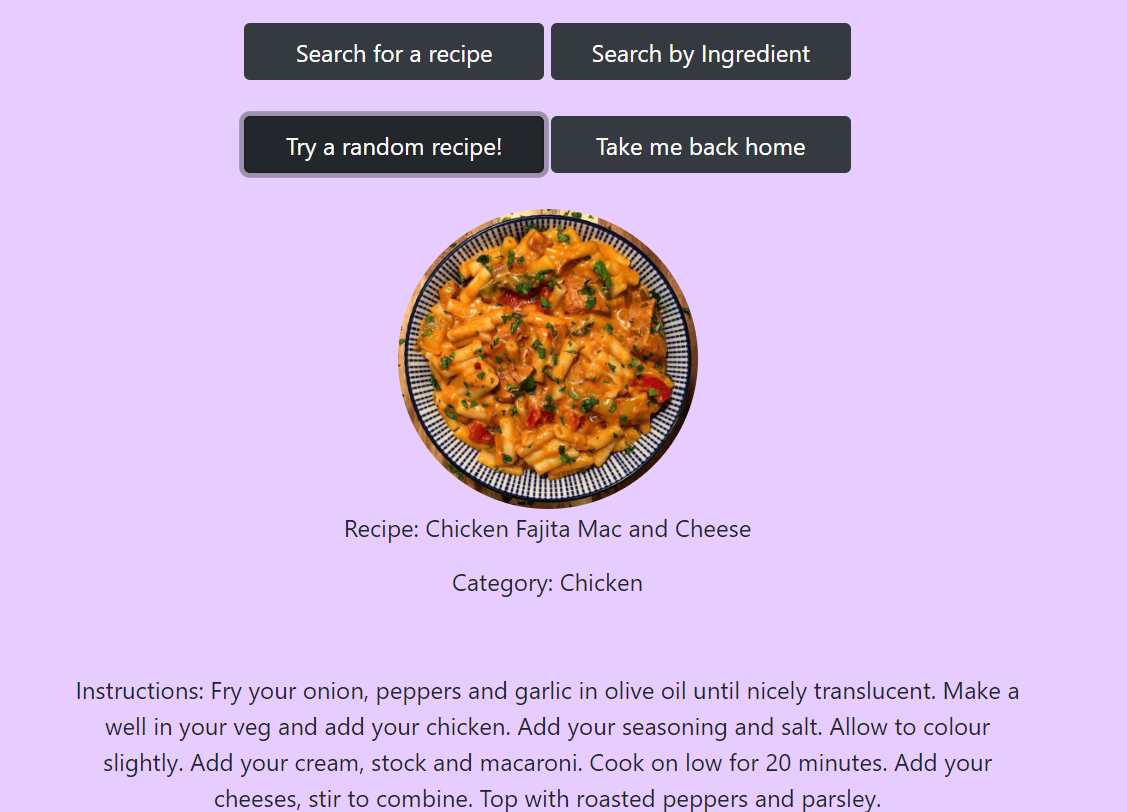 Search for a recipe
Search by Ingredient
Try a random recipe!
Take me back home
Recipe: Chicken Fajita Mac and Cheese
Category: Chicken
Instructions: Fry your onion, peppers and garlic in olive oil until nicely translucent. Make a
well in your veg and add your chicken. Add your seasoning and salt. Allow to colour
slightly. Add your cream, stock and macaroni. Cook on low for 20 minutes. Add your
cheeses, stir to combine. Top with roasted peppers and parsley.